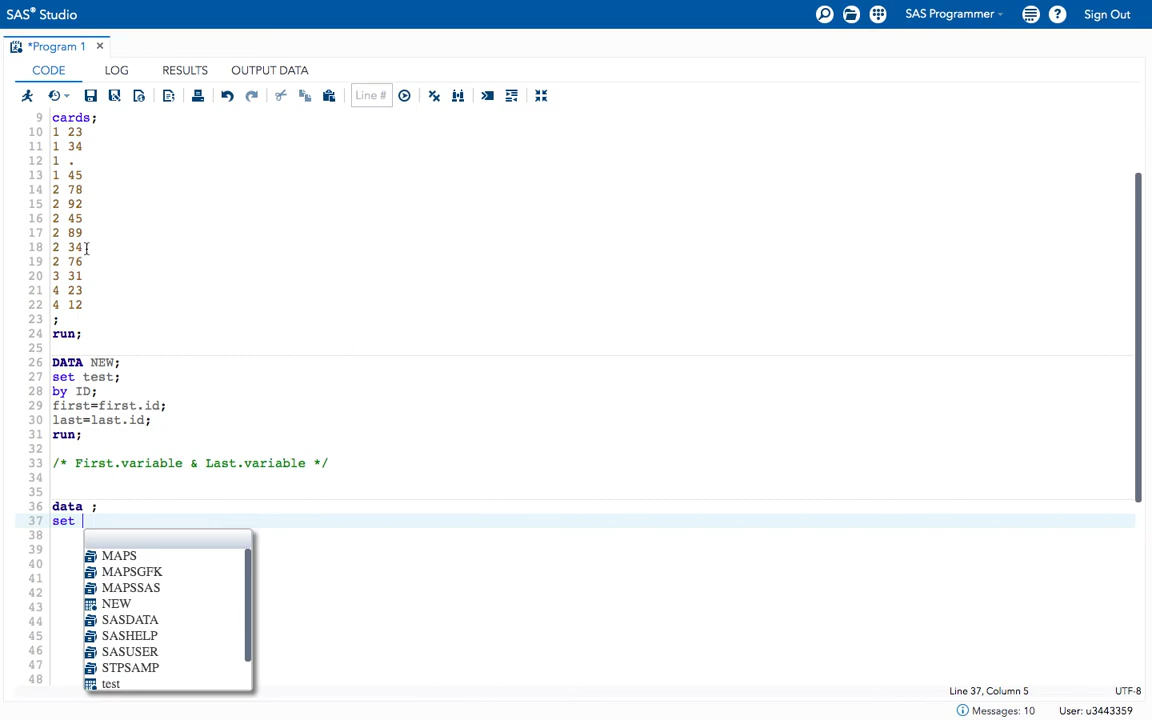 SAS® Studio
SAS Programmer
Sign Out
*Program 1
CODE LOG RESULTS OUTPUT DATA
Line #
9 cards;
10 1 23
11 1 34
12 1 .
13 1 45
14 2 78
15 2 92
16 2 45
17 2 89
18 2 34
19 2 76
20 3 31
21 4 23
22 4 12
23 ;
24 run;
25
26 DATA NEW;
27 set test;
28 by ID;
29 first=first.id;
30 last=last.id;
31 run;
32
33 /* First.variable & Last.variable */
34
35
36 data ;
37 set
38
39 MAPS
40 MAPSGFK
41 MAPSSAS
42 NEW
43 SASDATA
44 SASHELP
45 SASUSER
46 STPSAMP
47 test
48
Line 37, Column 5
UTF-8
Messages: 10
User: u3443359